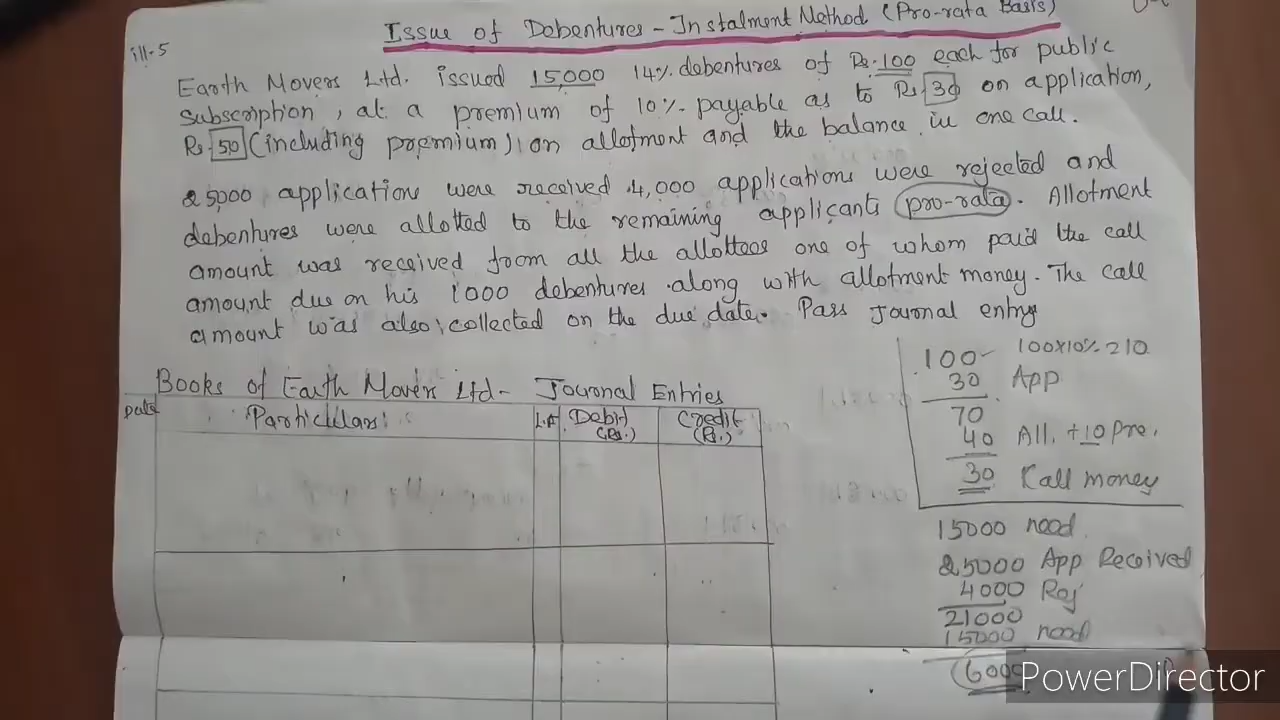 Issue of Debentures - Instalment Method (Pro-rata Basis)
ill-5
Earth Movers Ltd. issued 15,000 14% debentures of Rs.100 each for public
subscription, at a premium of 10% payable as to Rs 30 on application,
Rs.50 (including premium) on allotment and the balance in one call.
25,000 applications were received 4,000 applications were rejected and
debentures were allotted to the remaining applicants pro-rata. Allotment
amount was received from all the allottees one of whom paid the call
amount due on his 1000 debentures along with allotment money. The call
amount was also collected on the due date. Pass Journal entry
Books of Earth Movers Ltd - Journal Entries
Date Particulars L.F Debit (Rs.) Credit (Rs.)
100 100x10%=10
30 App
70
40 All. +10 Pre.
30 Call money
15000 need
25000 App Received
4000 Rej
21000
15000 need
6000
PowerDirector